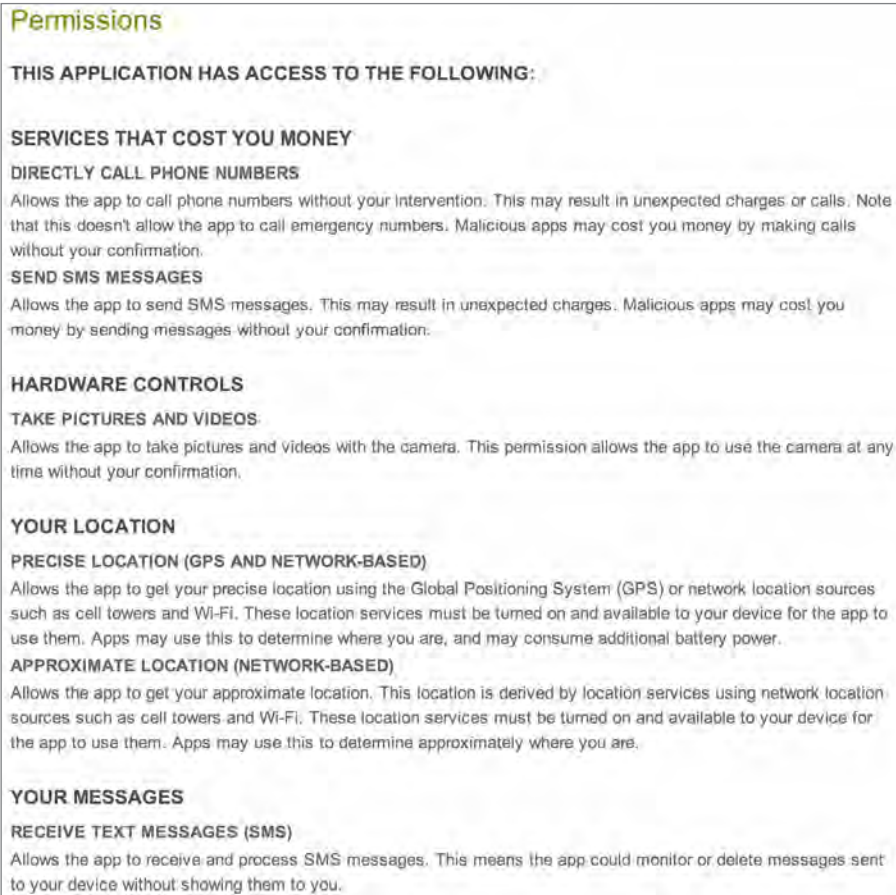 Permissions
THIS APPLICATION HAS ACCESS TO THE FOLLOWING:
SERVICES THAT COST YOU MONEY
DIRECTLY CALL PHONE NUMBERS
Allows the app to call phone numbers without your intervention. This may result in unexpected charges or calls. Note
that this doesn't allow the app to call emergency numbers. Malicious apps may cost you money by making calls
without your confirmation.
SEND SMS MESSAGES
Allows the app to send SMS messages. This may result in unexpected charges. Malicious apps may cost you
money by sending messages without your confirmation.
HARDWARE CONTROLS
TAKE PICTURES AND VIDEOS
Allows the app to take pictures and videos with the camera. This permission allows the app to use the camera at any
time without your confirmation.
YOUR LOCATION
PRECISE LOCATION (GPS AND NETWORK-BASED)
Allows the app to get your precise location using the Global Positioning System (GPS) or network location sources
such as cell towers and Wi-Fi. These location services must be turned on and available to your device for the app to
use them. Apps may use this to determine where you are, and may consume additional battery power.
APPROXIMATE LOCATION (NETWORK-BASED)
Allows the app to get your approximate location. This location is derived by location services using network location
sources such as cell towers and Wi-Fi. These location services must be turned on and available to your device for
the app to use them. Apps may use this to determine approximately where you are.
YOUR MESSAGES
RECEIVE TEXT MESSAGES (SMS)
Allows the app to receive and process SMS messages. This means the app could monitor or delete messages sent
to your device without showing them to you.